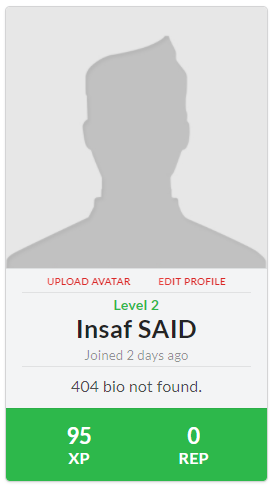 UPLOAD AVATAR EDIT PROFILE
Level 2
Insaf SAID
Joined 2 days ago
404 bio not found.
95 0
XP REP